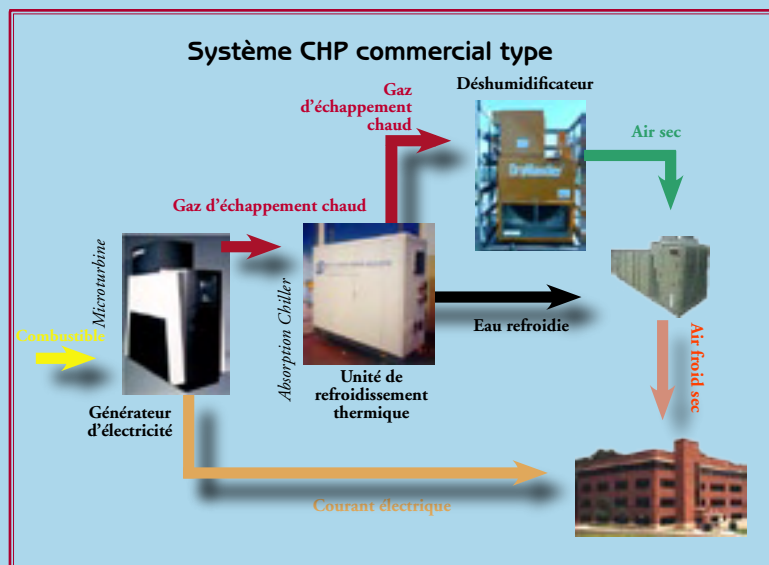 Système CHP commercial type
Gaz
d'échappement
chaud
Déshumidificateur
DryMaster
Air sec
Gaz d'échappement chaud
Microturbine
Absorption Chiller
Combustible
Eau refroidie
Air froid sec
Unité de
refroidissement
thermique
Générateur
d'électricité
Courant électrique